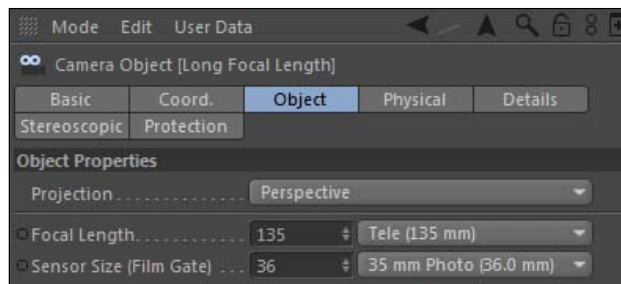 Mode Edit User Data
Camera Object [Long Focal Length]
Basic Coord. Object Physical Details
Stereoscopic Protection
Object Properties
Projection . . . . . . . . . . . . . . Perspective
Focal Length. . . . . . . . . . . 135 Tele (135 mm)
Sensor Size (Film Gate) . . . 36 35 mm Photo (36.0 mm)